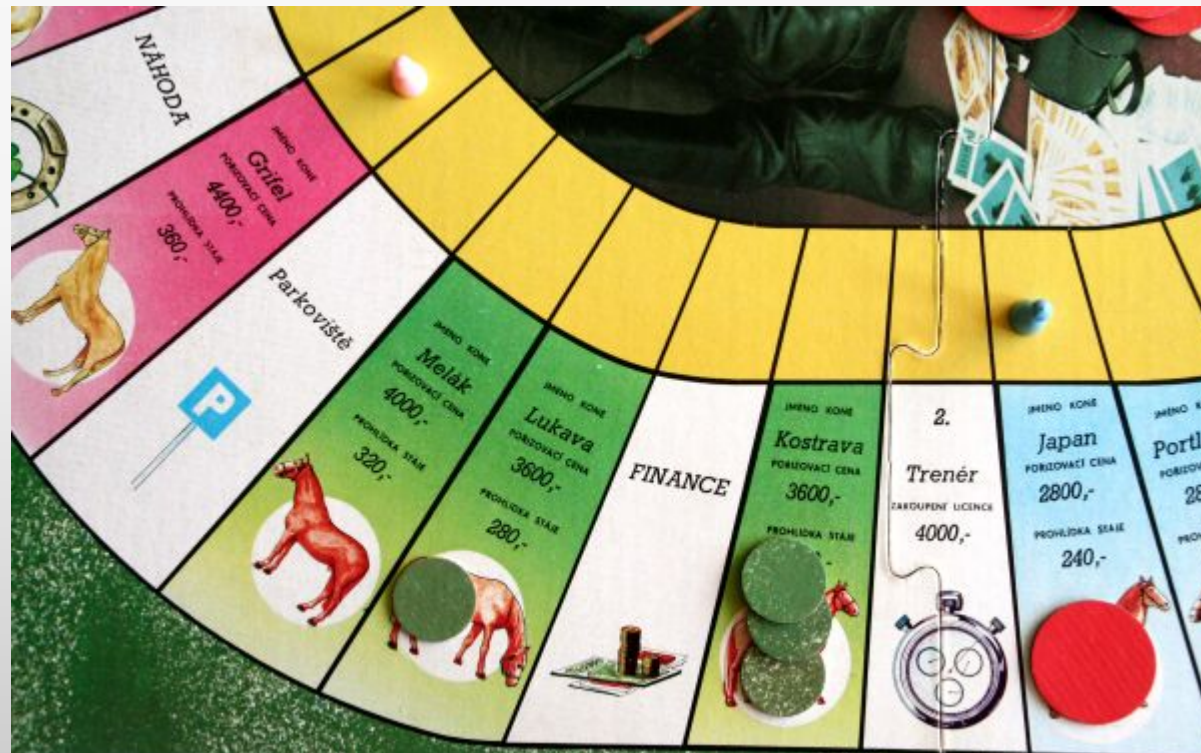 NÁHODA
JMÉNO KONĚ
Grifel
POŘIZOVACÍ CENA
4400,-
PROHLÍDKA STÁJE
360,-
Parkoviště
P
JMÉNO KONĚ
Melák
POŘIZOVACÍ CENA
4000,-
PROHLÍDKA STÁJE
320,-
JMÉNO KONĚ
Lukava
POŘIZOVACÍ CENA
3600,-
PROHLÍDKA STÁJE
280,-
FINANCE
JMÉNO KONĚ
Kostrava
POŘIZOVACÍ CENA
3600,-
PROHLÍDKA STÁJE
2.
Trenér
ZAKOUPENÍ LICENCE
4000,-
JMÉNO KONĚ
Japan
POŘIZOVACÍ CENA
2800,-
PROHLÍDKA STÁJE
240,-
JMÉNO